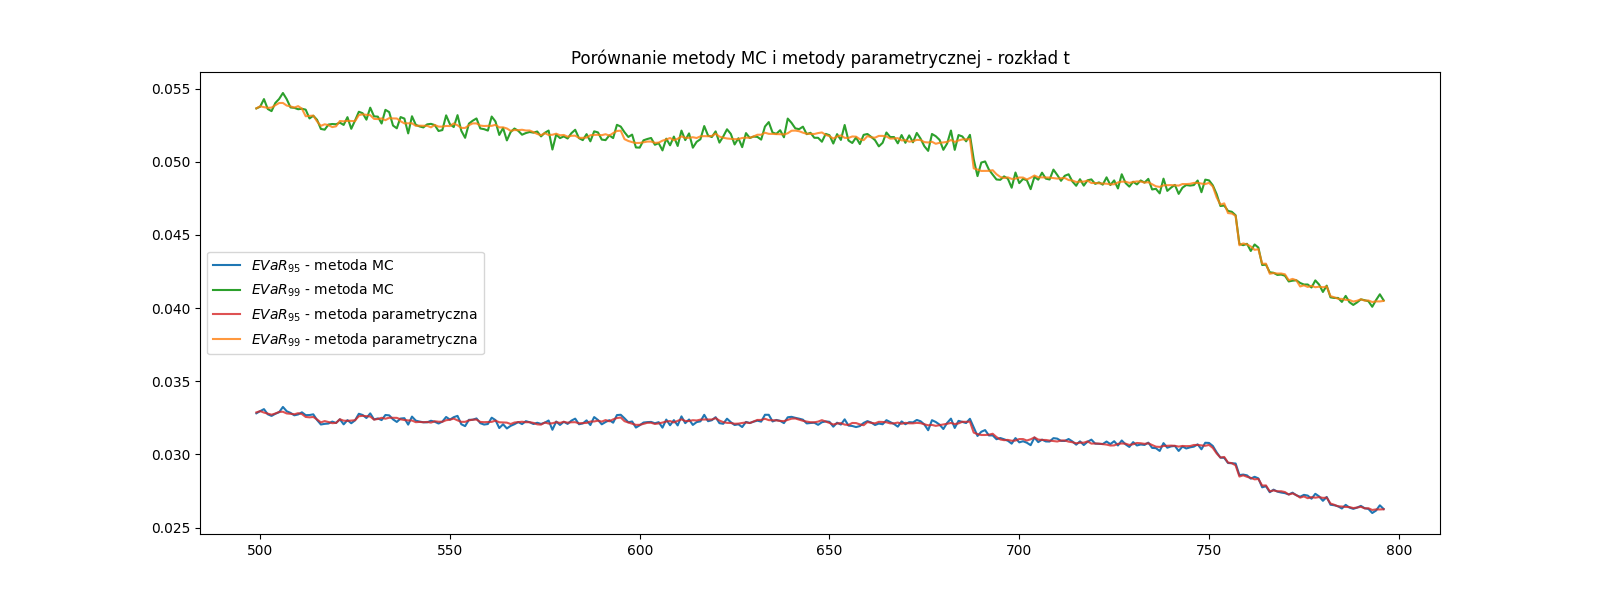 Porównanie metody MC i metody parametrycznej - rozkład t
0.055
0.050
0.045
0.040
0.035
0.030
0.025
EVaR₉₅ - metoda MC
EVaR₉₉ - metoda MC
EVaR₉₅ - metoda parametryczna
EVaR₉₉ - metoda parametryczna
500 550 600 650 700 750 800